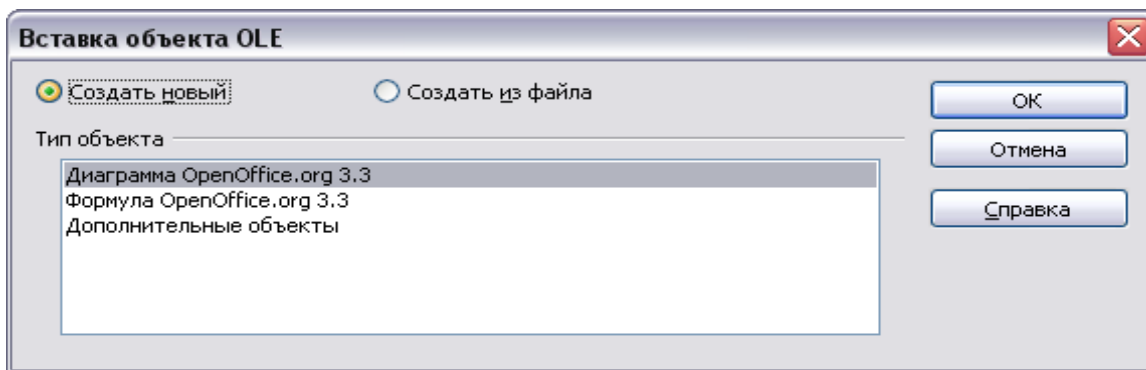 Вставка объекта OLE
Создать новый
Создать из файла
ОК
Тип объекта
Отмена
Диаграмма OpenOffice.org 3.3
Формула OpenOffice.org 3.3
Справка
Дополнительные объекты